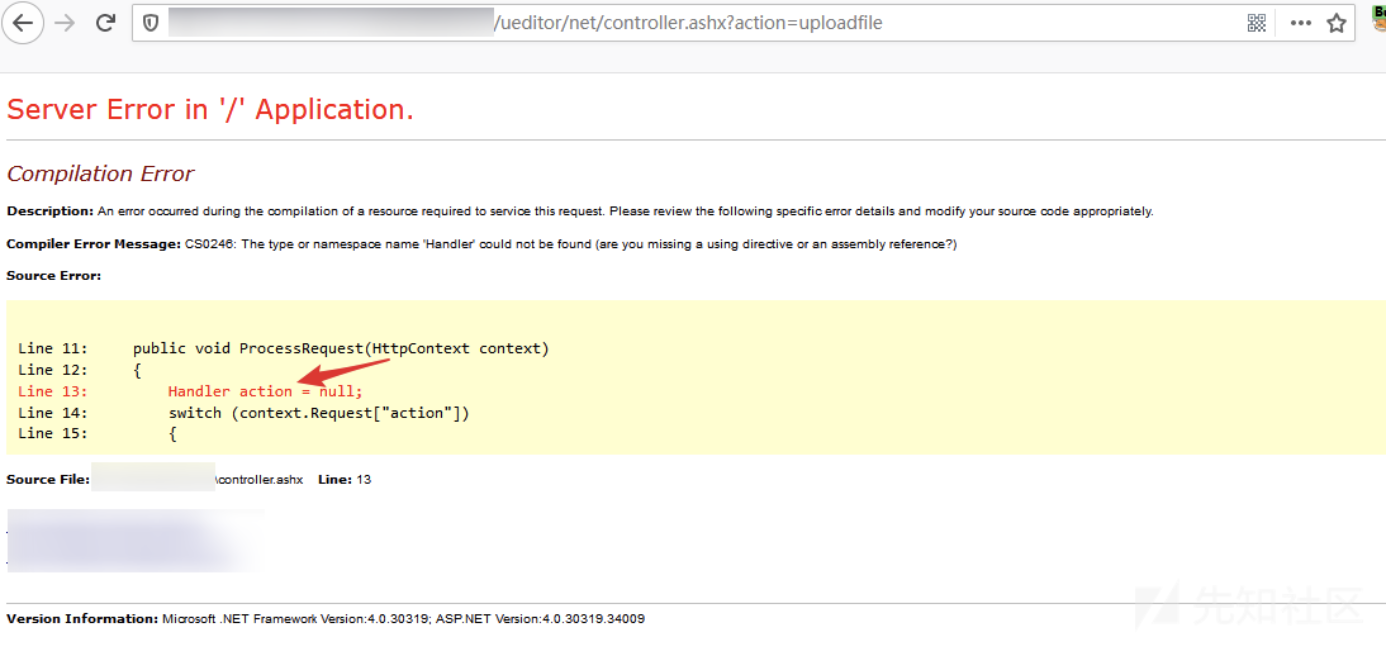 /ueditor/net/controller.ashx?action=uploadfile
Server Error in '/' Application.
Compilation Error
Description: An error occurred during the compilation of a resource required to service this request. Please review the following specific error details and modify your source code appropriately.
Compiler Error Message: CS0246: The type or namespace name 'Handler' could not be found (are you missing a using directive or an assembly reference?)
Source Error:
Line 11:     public void ProcessRequest(HttpContext context)
Line 12:     {
Line 13:         Handler action = null;
Line 14:         switch (context.Request["action"])
Line 15:         {
Source File: \controller.ashx    Line: 13
Version Information: Microsoft .NET Framework Version:4.0.30319; ASP.NET Version:4.0.30319.34009
先知社区